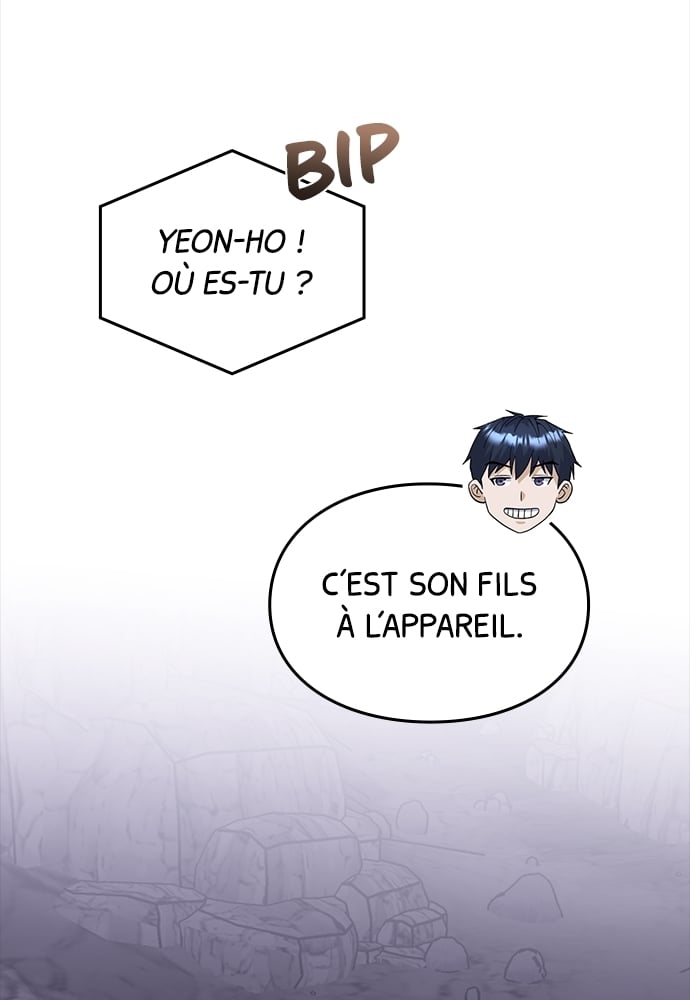 BIP
YEON-HO !
OÙ ES-TU ?
C'EST SON FILS
À L'APPAREIL.